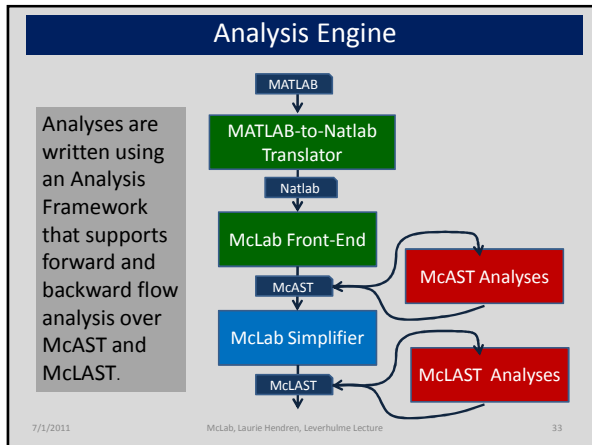 Analysis Engine
Analyses are
written using
an Analysis
Framework
that supports
forward and
backward flow
analysis over
McAST and
McLAST.
MATLAB
MATLAB-to-Natlab
Translator
Natlab
McLab Front-End
McAST
McAST Analyses
McLab Simplifier
McLAST
McLAST Analyses
7/1/2011
McLab, Laurie Hendren, Leverhulme Lecture
33